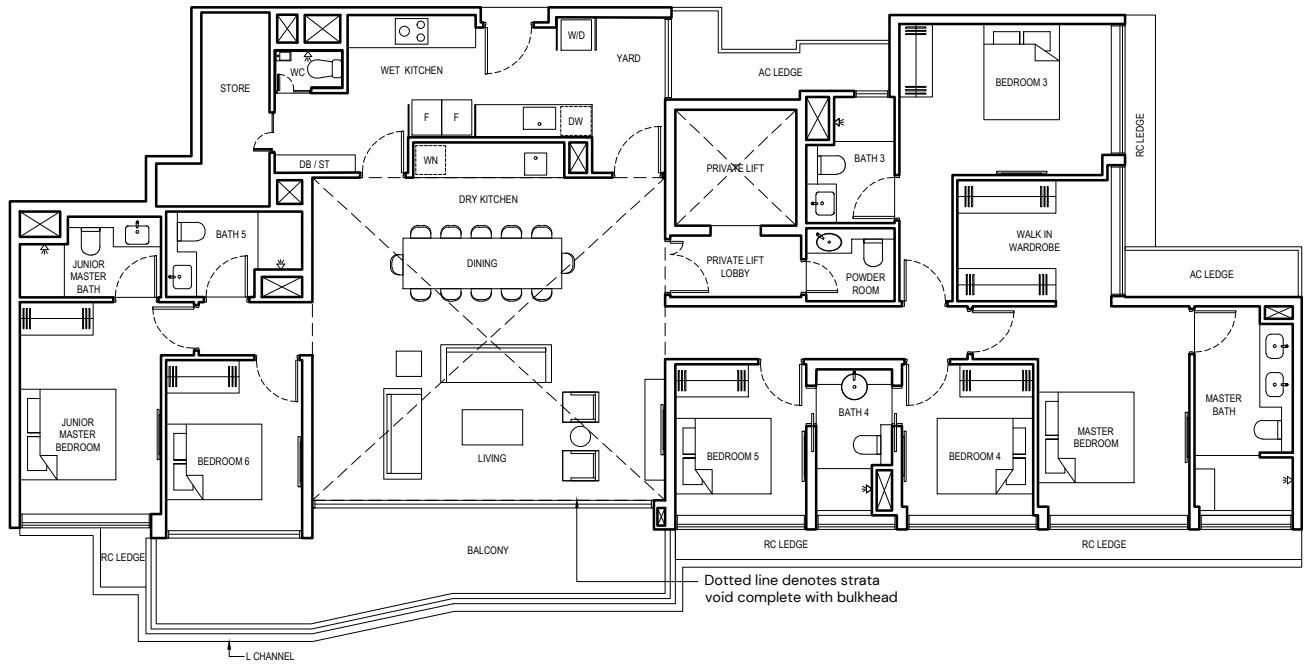 W/D
WET KITCHEN
YARD
WC
STORE
AC LEDGE
BEDROOM 3
F
F
DW
RC LEDGE
DB / ST
WN
BATH 3
PRIVATE LIFT
DRY KITCHEN
WALK IN
WARDROBE
BATH 5
DINING
PRIVATE LIFT
LOBBY
POWDER
ROOM
AC LEDGE
JUNIOR
MASTER
BATH
JUNIOR
MASTER
BEDROOM
BEDROOM 6
LIVING
BEDROOM 5
BATH 4
BEDROOM 4
MASTER
BEDROOM
MASTER
BATH
RC LEDGE
BALCONY
RC LEDGE
RC LEDGE
Dotted line denotes strata
void complete with bulkhead
L CHANNEL